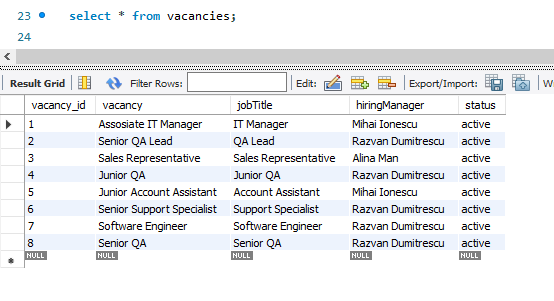 23 select * from vacancies;
24
Result Grid Filter Rows: Edit: Export/Import: W
vacancy_id vacancy jobTitle hiringManager status
1 Assosiate IT Manager IT Manager Mihai Ionescu active
2 Senior QA Lead QA Lead Razvan Dumitrescu active
3 Sales Representative Sales Representative Alina Man active
4 Junior QA Junior QA Razvan Dumitrescu active
5 Junior Account Assistant Account Assistant Mihai Ionescu active
6 Senior Support Specialist Support Specialist Razvan Dumitrescu active
7 Software Engineer Software Engineer Razvan Dumitrescu active
8 Senior QA Senior QA Razvan Dumitrescu active
NULL NULL NULL NULL NULL